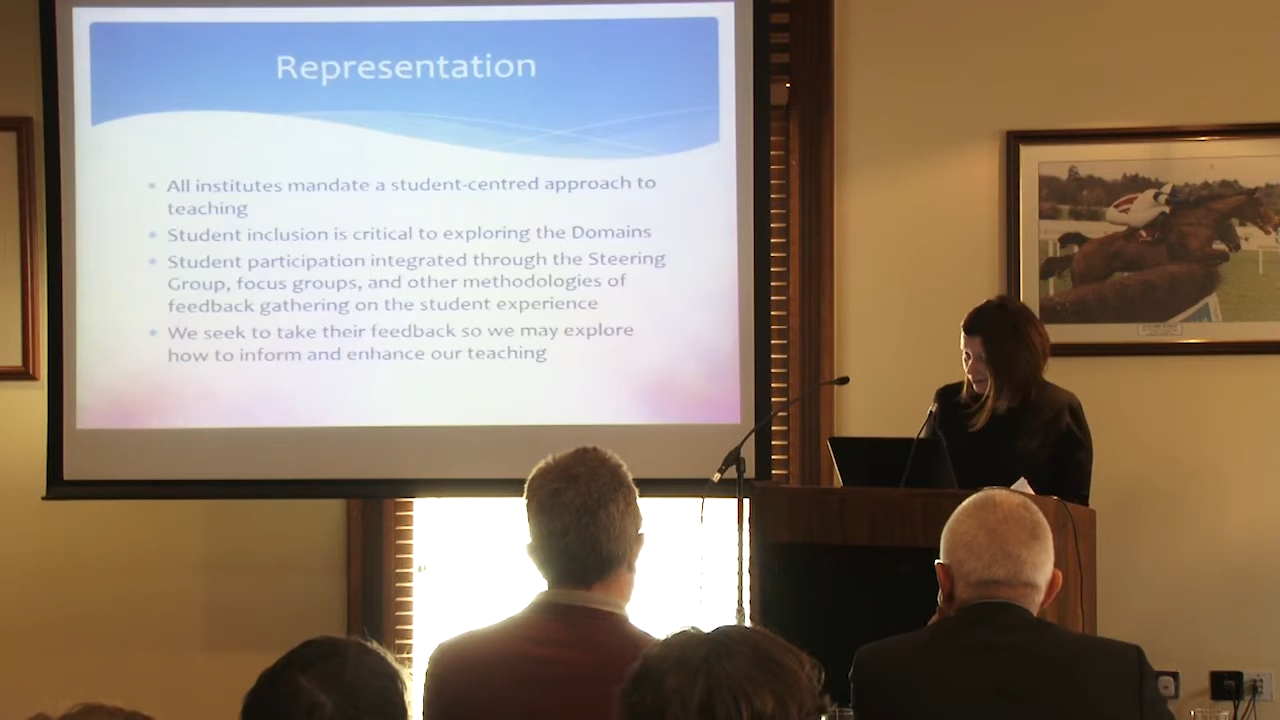 Representation
All institutes mandate a student-centred approach to
teaching
Student inclusion is critical to exploring the Domains
Student participation integrated through the Steering
Group, focus groups, and other methodologies of
feedback gathering on the student experience
We seek to take their feedback so we may explore
how to inform and enhance our teaching